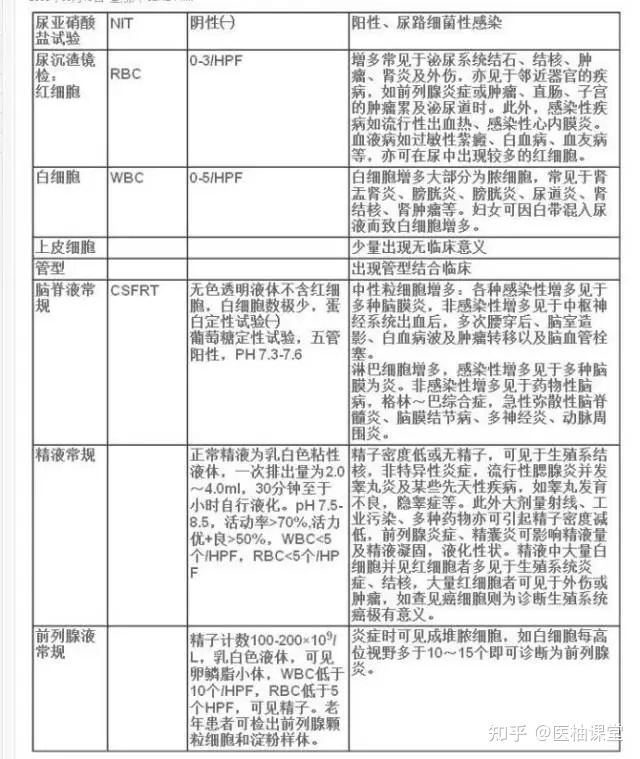 尿亚硝酸盐试验 NIT 阴性(-) 阳性、尿路细菌性感染
尿沉渣镜检：
红细胞
RBC
0-3/HPF
增多常见于泌尿系统结石、结核、肿
瘤、肾炎及外伤，亦见于邻近器官的疾
病，如前列腺炎症或肿瘤、直肠、子宫
的肿瘤累及泌尿道时。此外，感染性疾
病如流行性出血热、感染性心内膜炎。
血液病如过敏性紫癜、白血病、血友病
等，亦可在尿中出现较多的红细胞。
白细胞
WBC
0-5/HPF
白细胞增多大部分为脓细胞，常见于肾
盂肾炎、膀胱炎、膀胱炎、尿道炎、肾
结核、肾肿瘤等。妇女可因白带混入尿
液而致白细胞增多。
上皮细胞
少量出现无临床意义
管型
出现管型结合临床
脑脊液常
规
CSFRT
无色透明液体不含红细
胞，白细胞数极少，蛋
白定性试验(-)
葡萄糖定性试验，五管
阳性，PH 7.3-7.6
中性粒细胞增多：各种感染性增多见于
多种脑膜炎，非感染性增多见于中枢神
经系统出血后，多次腰穿后、脑室造
影、白血病波及肿瘤转移以及脑血管栓
塞。
淋巴细胞增多，感染性增多见于多种脑
膜为炎。非感染性增多见于药物性脑
病，格林～巴综合症，急性弥散性脑脊
髓炎、脑膜结节病、多神经炎、动脉周
围炎。
精液常规
正常精液为乳白色粘性
液体，一次排出量为2.0
～4.0ml，30分钟至于
小时自行液化。pH 7.5-
8.5，活动率>70%,活力
优+良>50%，WBC<5
个/HPF，RBC<5个/HP
F
精子密度低或无精子，可见于生殖系结
核，非特异性炎症，流行性腮腺炎并发
睾丸炎及某些先天性疾病，如睾丸发育
不良，隐睾症等。此外大剂量射线、工
业污染、多种药物亦可引起精子密度减
低，前列腺炎症、精囊炎可影响精液量
及精液凝固，液化性状。精液中大量白
细胞并见红细胞者多见于生殖系统炎
症、结核，大量红细胞者可见于外伤或
肿瘤，如查见癌细胞则为诊断生殖系统
癌极有意义。
前列腺液
常规
精子计数100-200×10⁹/
L，乳白色液体，可见
卵鳞脂小体，WBC低于
10个/HPF，RBC低于5
个HPF，可见精子。老
年患者可检出前列腺颗
粒细胞和淀粉样体。
炎症时可见成堆脓细胞，如白细胞每高
位视野多于10～15个即可诊断为前列腺
炎。
知乎 @医柚课堂